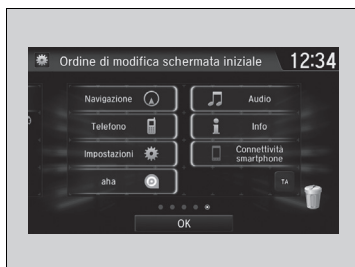 Ordine di modifica schermata iniziale 12:34
Navigazione
Audio
Telefono
Info
Impostazioni
Connettività
smartphone
aha
TA
OK